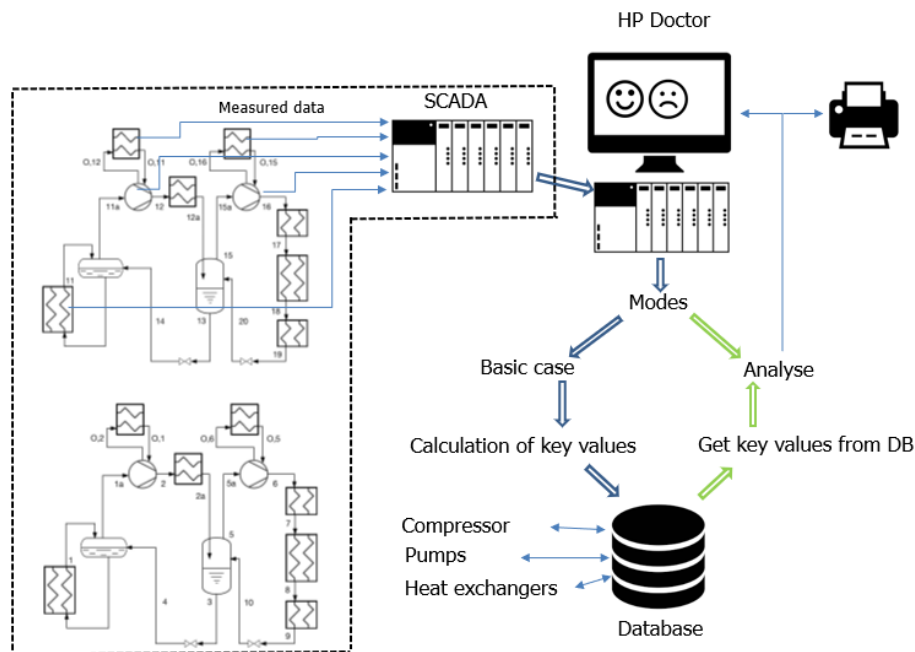 HP Doctor
SCADA
Measured data
O,12
O,11
O,16
O,15
11a
12
12a
15a
16
17
15
11
18
14
13
20
19
Modes
Basic case
Analyse
Calculation of key values
Get key values from DB
O,2
O,1
O,6
O,5
1a
2
2a
5a
6
7
5
1
8
4
3
10
9
Compressor
Pumps
Heat exchangers
Database